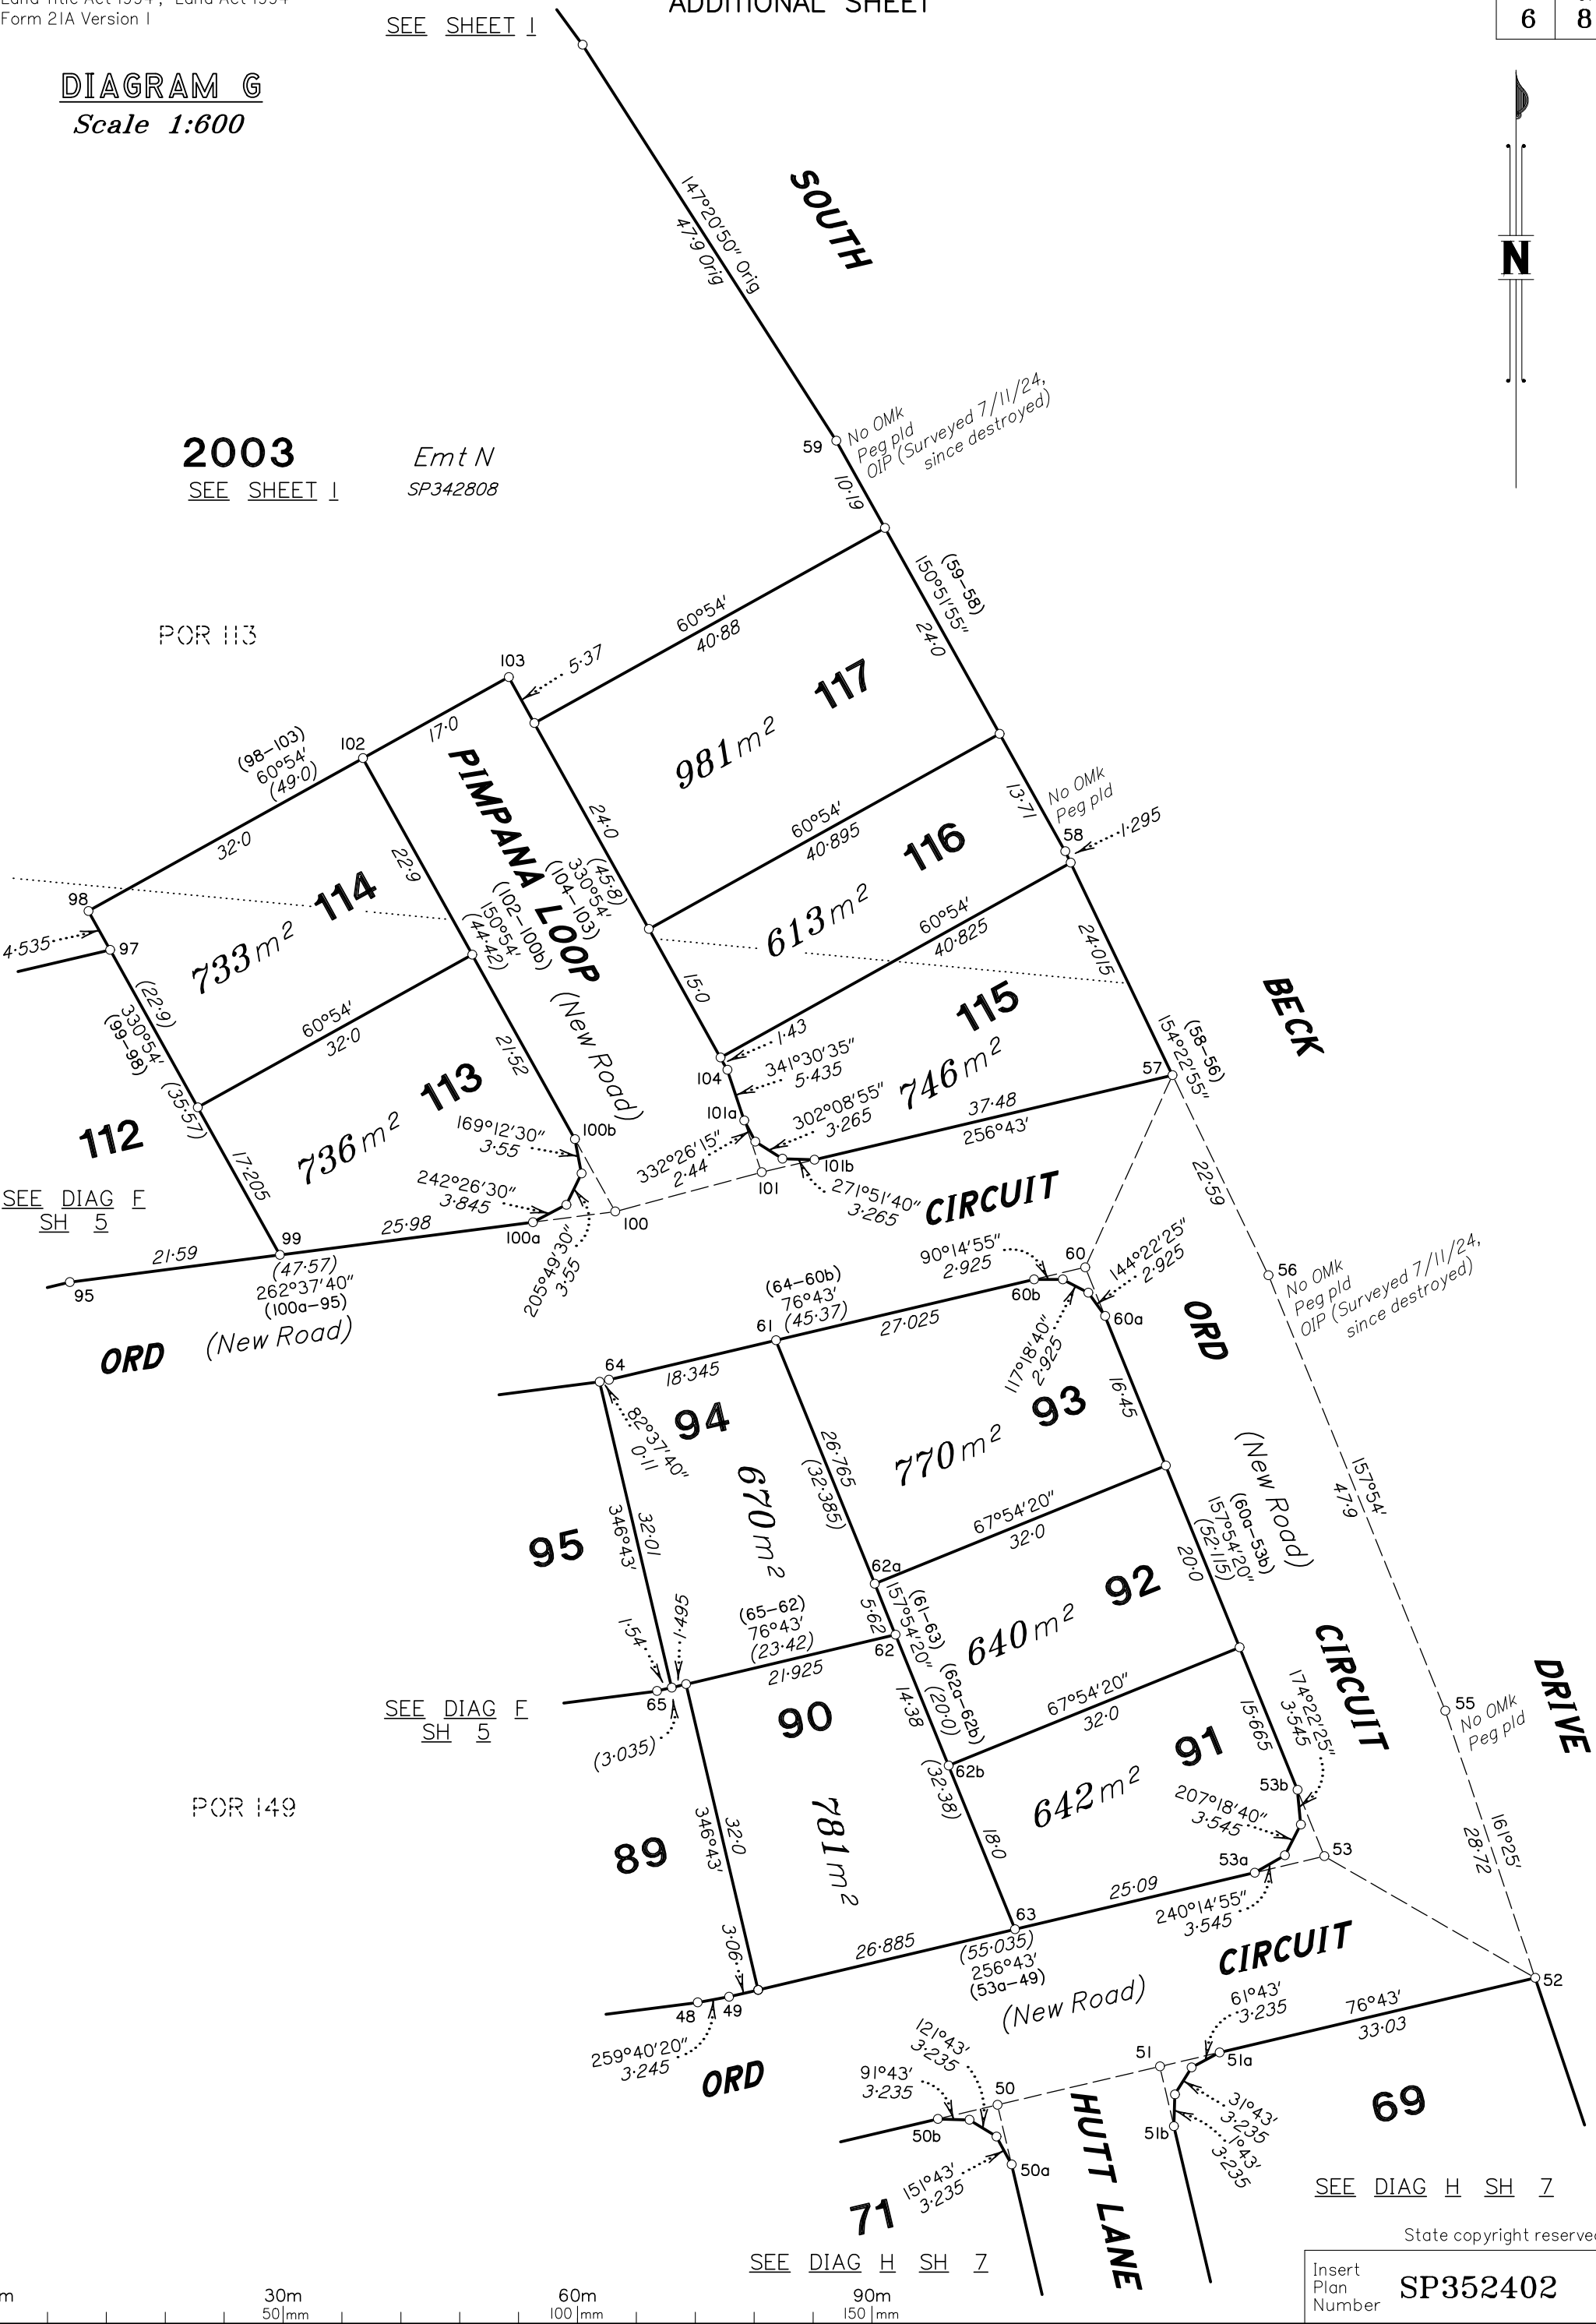 Form 21A Version 1
SEE SHEET 1
ADDITIONAL SHEET
6
8
DIAGRAM G
Scale 1:600
N
147°20'50" Orig
47·9 Orig
SOUTH
59
No OMk
Peg pld
OIP (Surveyed 7/11/24,
since destroyed)
10·19
2003
SEE SHEET 1
Emt N
SP342808
(59-58)
150°51'55"
24·0
60°54'
40·88
POR 113
103
5·37
117
981m²
102
17·0
(98-103)
60°54'
(49·0)
32·0
PIMPANA LOOP
(New Road)
24·0
60°54'
40·895
13·71
No OMk
Peg pld
58
1·295
116
613m²
(45·8)
330°54'
(104-103)
(102-100b)
150°54'
(44·42)
22·9
114
733m²
98
4·535
97
(22·9)
330°54'
(99-98)
(35·57)
60°54'
32·0
60°54'
40·825
24·015
15·0
115
746m²
BECK
21·52
1·43
104
341°30'35"
5·435
57
(58-56)
154°22'55"
113
736m²
112
SEE DIAG F
SH 5
17·205
169°12'30"
3·55
100b
101a
302°08'55"
3·265
37·48
256°43'
332°26'15"
2·44
101
101b
271°51'40"
3·265
CIRCUIT
22·59
242°26'30"
3·845
100
100a
25·98
99
21·59
95
(47·57)
262°37'40"
(100a-95)
205°49'30"
3·55
ORD
(New Road)
90°14'55"
2·925
60
144°22'25"
2·925
60b
60a
117°18'40"
2·925
(64-60b)
76°43'
(45·37)
61
27·025
ORD
56
No OMk
Peg pld
OIP (Surveyed 7/11/24,
since destroyed)
64
18·345
82°37'40"
0·11
94
670m²
26·765
(32·385)
93
770m²
16·45
67°54'20"
32·0
(New Road)
(60a-53b)
157°54'20"
(52·115)
157°54'
47·9
95
32·01
346°43'
62a
20·0
92
640m²
5·62
(61-63)
157°54'20"
1·54
1·495
(65-62)
76°43'
(23·42)
21·925
62
65
(3·035)
SEE DIAG F
SH 5
(62a-62b)
(20·0)
14·38
67°54'20"
32·0
CIRCUIT
DRIVE
55
No OMk
Peg pld
90
781m²
62b
(32·38)
91
642m²
15·665
174°22'25"
3·545
53b
207°18'40"
3·545
POR 149
89
32·0
346°43'
18·0
53
53a
161°25'
28·72
25·09
240°14'55"
3·545
63
3·06
26·885
(55·035)
256°43'
(53a-49)
CIRCUIT
(New Road)
52
48
49
259°40'20"
3·245
ORD
61°43'
3·235
76°43'
33·03
121°43'
3·235
91°43'
3·235
50
51
51a
50b
HUTT LANE
51b
31°43'
3·235
1°43'
3·235
69
50a
151°43'
3·235
71
SEE DIAG H SH 7
SEE DIAG H SH 7
State copyright reserved
Insert
Plan
Number
SP352402
30m
60m
90m
50 mm
100 mm
150 mm